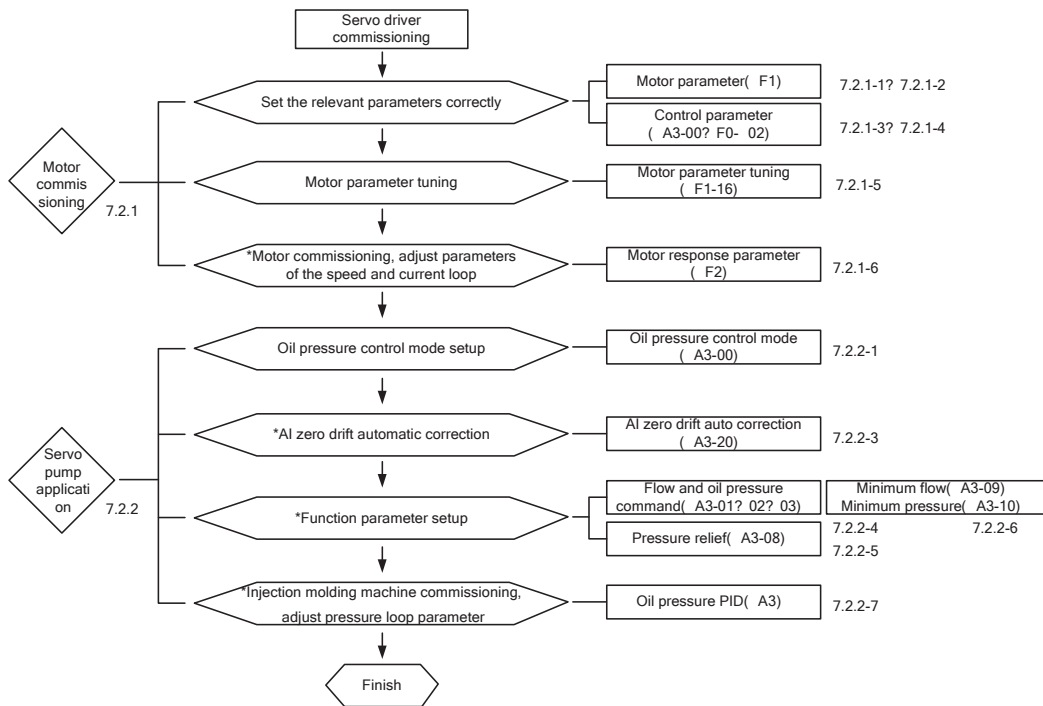 Servo driver
commissioning
Set the relevant parameters correctly
Motor parameter( F1)
7.2.1-1? 7.2.1-2
Control parameter
( A3-00? F0- 02)
7.2.1-3? 7.2.1-4
Motor
commis
sioning
7.2.1
Motor parameter tuning
Motor parameter tuning
( F1-16)
7.2.1-5
*Motor commissioning, adjust parameters
of the speed and current loop
Motor response parameter
( F2)
7.2.1-6
Oil pressure control mode setup
Oil pressure control mode
( A3-00)
7.2.2-1
*AI zero drift automatic correction
AI zero drift auto correction
( A3-20)
7.2.2-3
Servo
pump
applicati
on
7.2.2
*Function parameter setup
Flow and oil pressure
command( A3-01? 02? 03)
Minimum flow( A3-09)
Minimum pressure( A3-10)
7.2.2-4
7.2.2-6
Pressure relief( A3-08)
7.2.2-5
*Injection molding machine commissioning,
adjust pressure loop parameter
Oil pressure PID( A3)
7.2.2-7
Finish